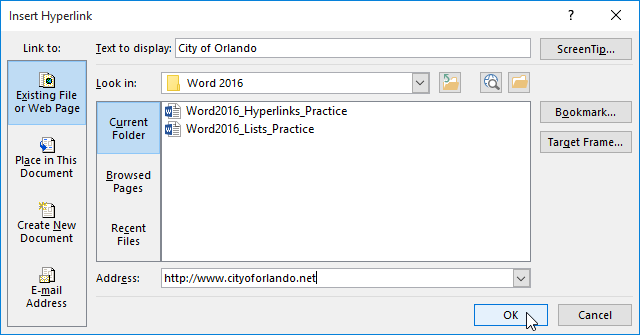 Insert Hyperlink
?
Link to:
Text to display: City of Orlando
ScreenTip...
Existing File
or Web Page
Look in: Word 2016
Current
Folder
Word2016_Hyperlinks_Practice
Word2016_Lists_Practice
Bookmark...
Target Frame...
Place in This
Document
Browsed
Pages
Create New
Document
Recent
Files
E-mail
Address
Address: http://www.cityoforlando.net
OK
Cancel